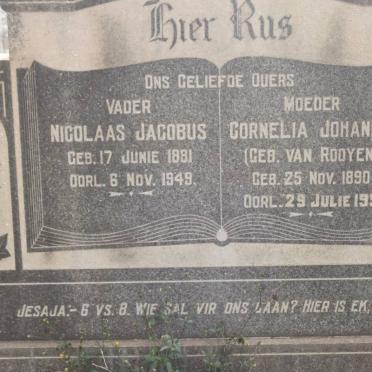 Hier Rus
ONS GELIEFDE OUERS
VADER
NICOLAAS JACOBUS
GEB. 17 JUNIE 1881
OORL. 6 NOV. 1949.
MOEDER
CORNELIA JOHAN
(GEB. VAN ROOYEN
GEB. 25 NOV. 1890
OORL. 29 JULIE 19
JESAJA:- 6 VS. 8. WIE SAL VIR ONS GAAN? HIER IS EK,